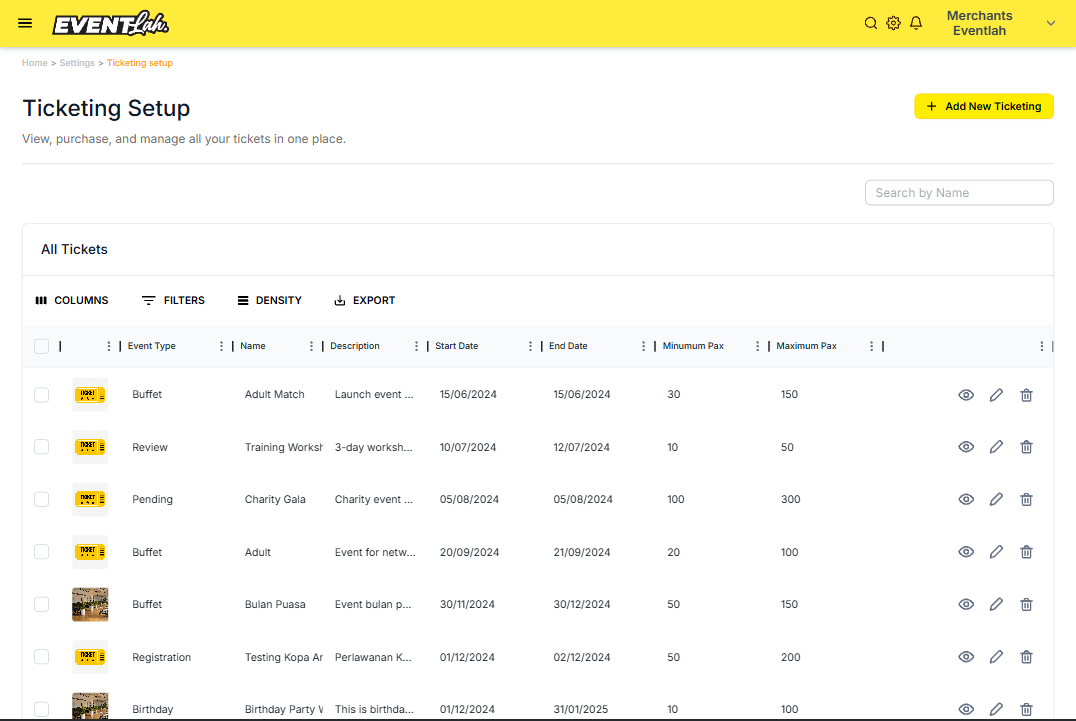 EVENTLah.
Merchants
Eventlah
Home > Settings > Ticketing setup
Ticketing Setup
+ Add New Ticketing
View, purchase, and manage all your tickets in one place.
Search by Name
All Tickets
COLUMNS FILTERS DENSITY EXPORT
Event Type Name Description Start Date End Date Minumum Pax Maximum Pax
TICKET Buffet Adult Match Launch event ... 15/06/2024 15/06/2024 30 150
TICKET Review Training Worksh 3-day worksh... 10/07/2024 12/07/2024 10 50
TICKET Pending Charity Gala Charity event ... 05/08/2024 05/08/2024 100 300
TICKET Buffet Adult Event for netw... 20/09/2024 21/09/2024 20 100
Buffet Bulan Puasa Event bulan p... 30/11/2024 30/12/2024 50 150
TICKET Registration Testing Kopa Ar Perlawanan K... 01/12/2024 02/12/2024 50 200
Birthday Birthday Party This is birthda... 01/12/2024 31/01/2025 10 100